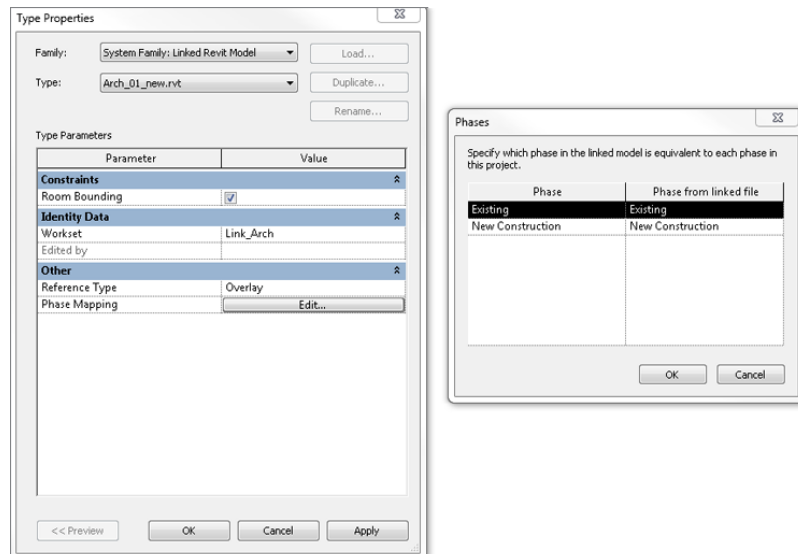 Type Properties
Family:
System Family: Linked Revit Model
Load...
Type:
Arch_01_new.rvt
Duplicate...
Rename...
Type Parameters
Parameter Value
Constraints
Room Bounding
Identity Data
Workset Link_Arch
Edited by
Other
Reference Type Overlay
Phase Mapping Edit...
<< Preview OK Cancel Apply
Phases
Specify which phase in the linked model is equivalent to each phase in
this project.
Phase Phase from linked file
Existing Existing
New Construction New Construction
OK Cancel